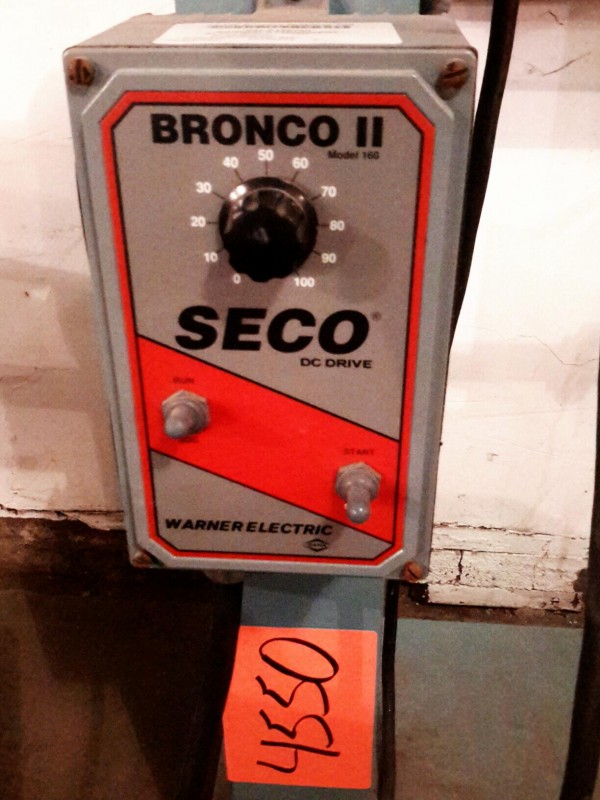 BRONCO II
Model 160
50
40 60
30 70
20 80
10 90
0 100
SECO®
DC DRIVE
RUN
START
WARNER ELECTRIC
4550